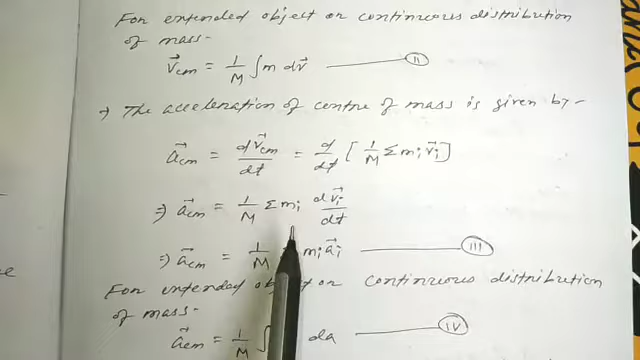 For extended object or continuous distribution
of mass-
v⃗cm = 1/M ∫ m dv⃗ — (II)
→ The acceleration of centre of mass is given by-
a⃗cm = dv⃗cm/dt = d/dt [1/M Σ mi v⃗i]
⇒ a⃗cm = 1/M Σ mi dv⃗i/dt
⇒ a⃗cm = 1/M mi a⃗i — (III)
For extended object or continuous distribution
of mass-
a⃗cm = 1/M ∫ da — (IV)